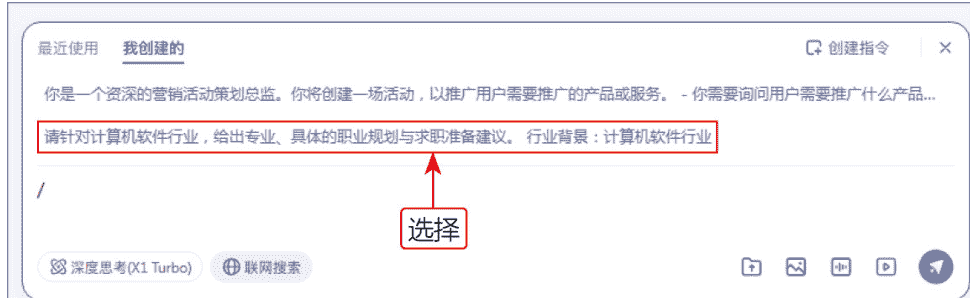 最近使用 我创建的 创建指令
你是一个资深的营销活动策划总监。你将创建一场活动，以推广用户需要推广的产品或服务。 - 你需要询问用户需要推广什么产品...
请针对计算机软件行业，给出专业、具体的职业规划与求职准备建议。 行业背景：计算机软件行业
/
选择
深度思考(X1 Turbo) 联网搜索